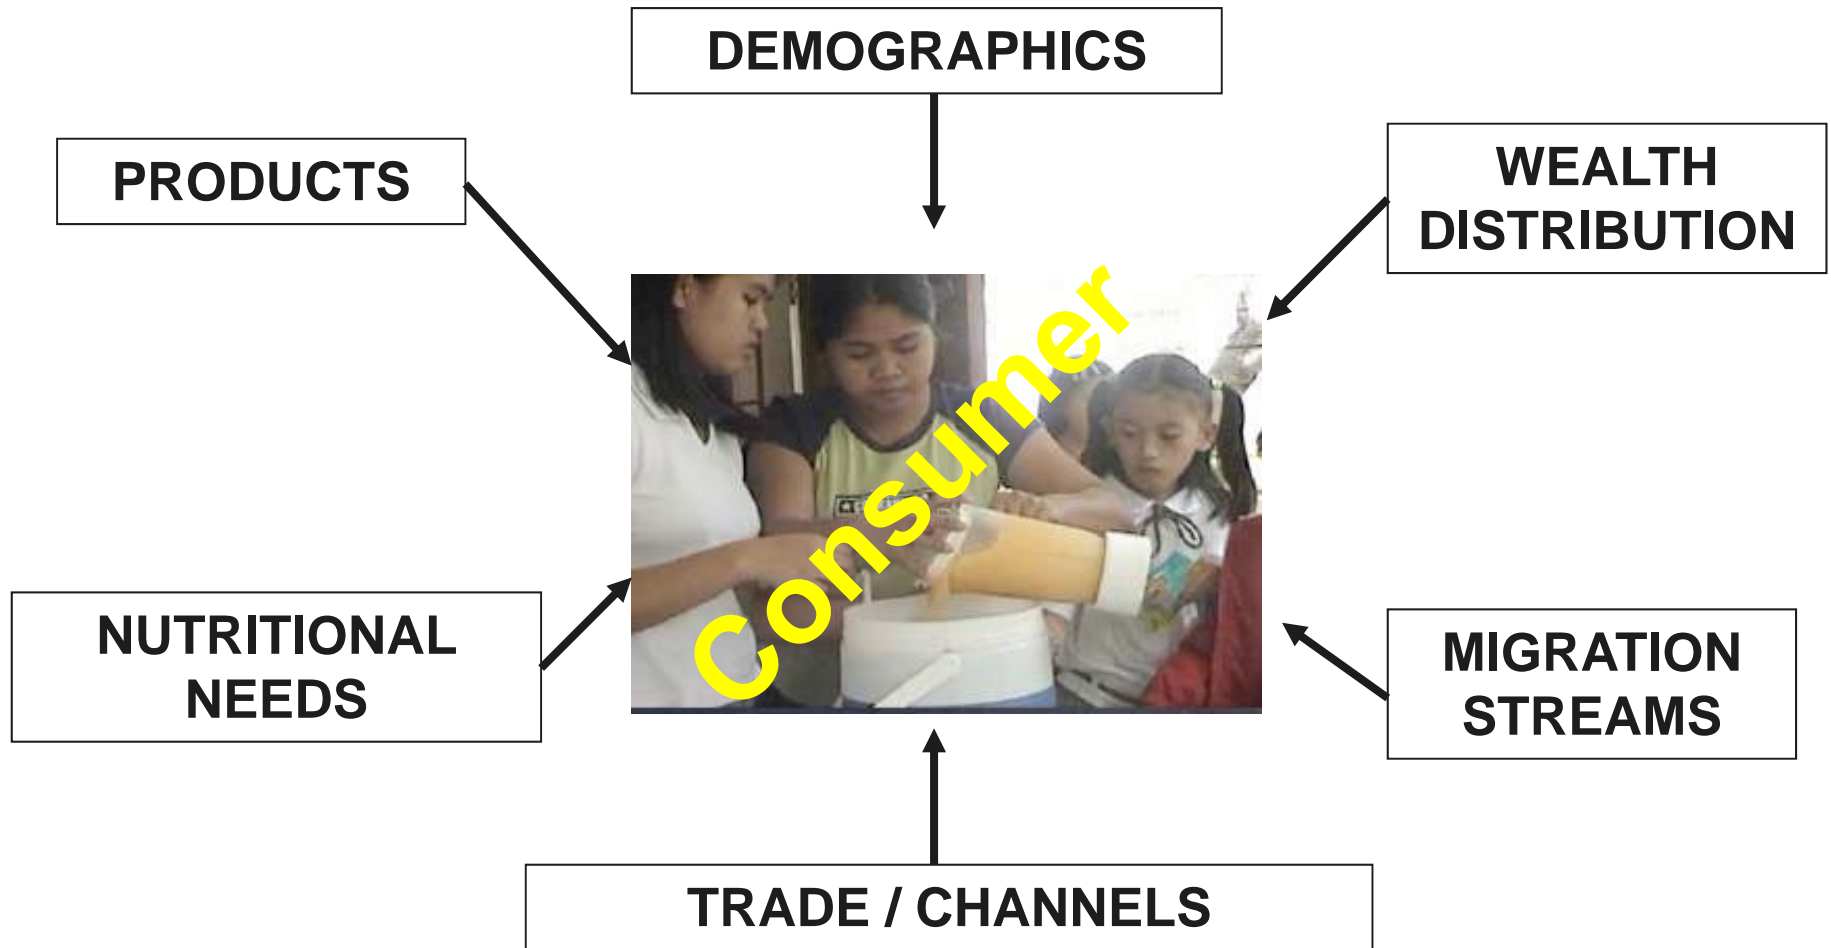 DEMOGRAPHICS
PRODUCTS
WEALTH
DISTRIBUTION
Consumer
NUTRITIONAL
NEEDS
MIGRATION
STREAMS
TRADE / CHANNELS